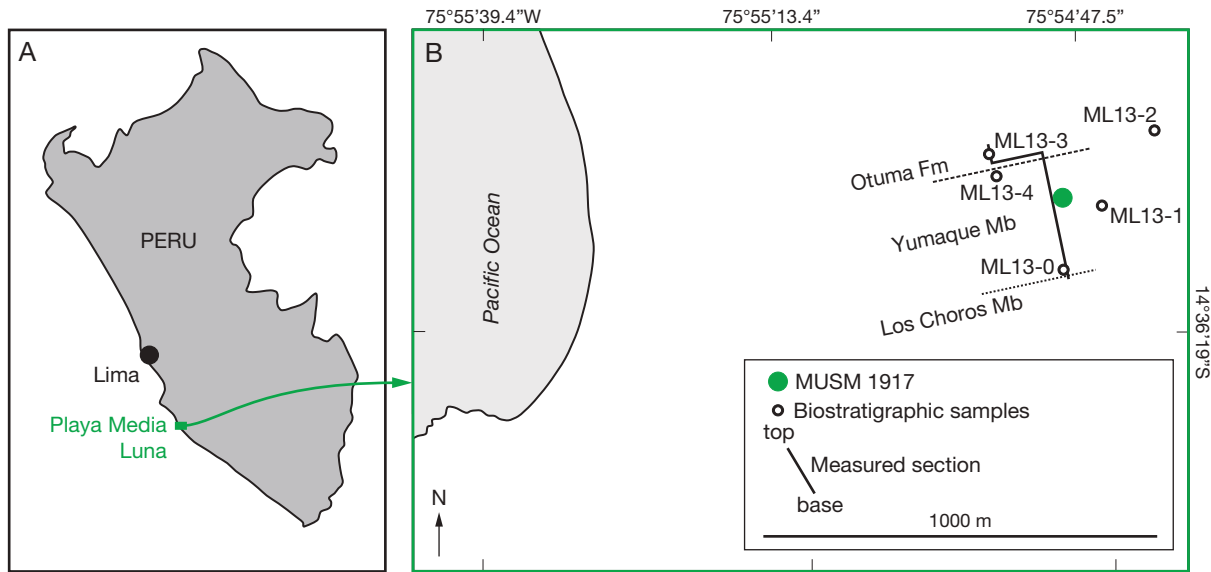 A
PERU
Lima
Playa Media
Luna
75°55’39.4”W
75°55’13.4”
75°54’47.5”
B
Pacific Ocean
ML13-2
ML13-3
Otuma Fm
ML13-4
ML13-1
Yumaque Mb
ML13-0
Los Choros Mb
14°36’19”S
MUSM 1917
Biostratigraphic samples
top
Measured section
base
1000 m
N